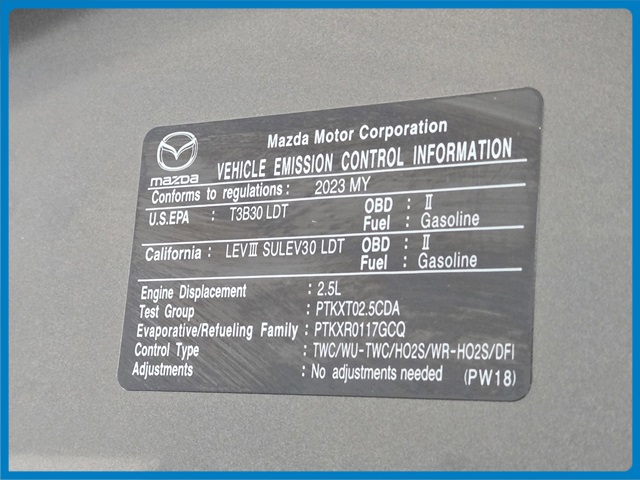 Mazda Motor Corporation
mazda
VEHICLE EMISSION CONTROL INFORMATION
Conforms to regulations : 2023 MY
U.S.EPA : T3B30 LDT OBD : II
Fuel : Gasoline
California : LEVIII SULEV30 LDT OBD : II
Fuel : Gasoline
Engine Displacement : 2.5L
Test Group : PTKXT02.5CDA
Evaporative/Refueling Family : PTKXR0117GCQ
Control Type : TWC/WU-TWC/HO2S/WR-HO2S/DFI
Adjustments : No adjustments needed (PW18)